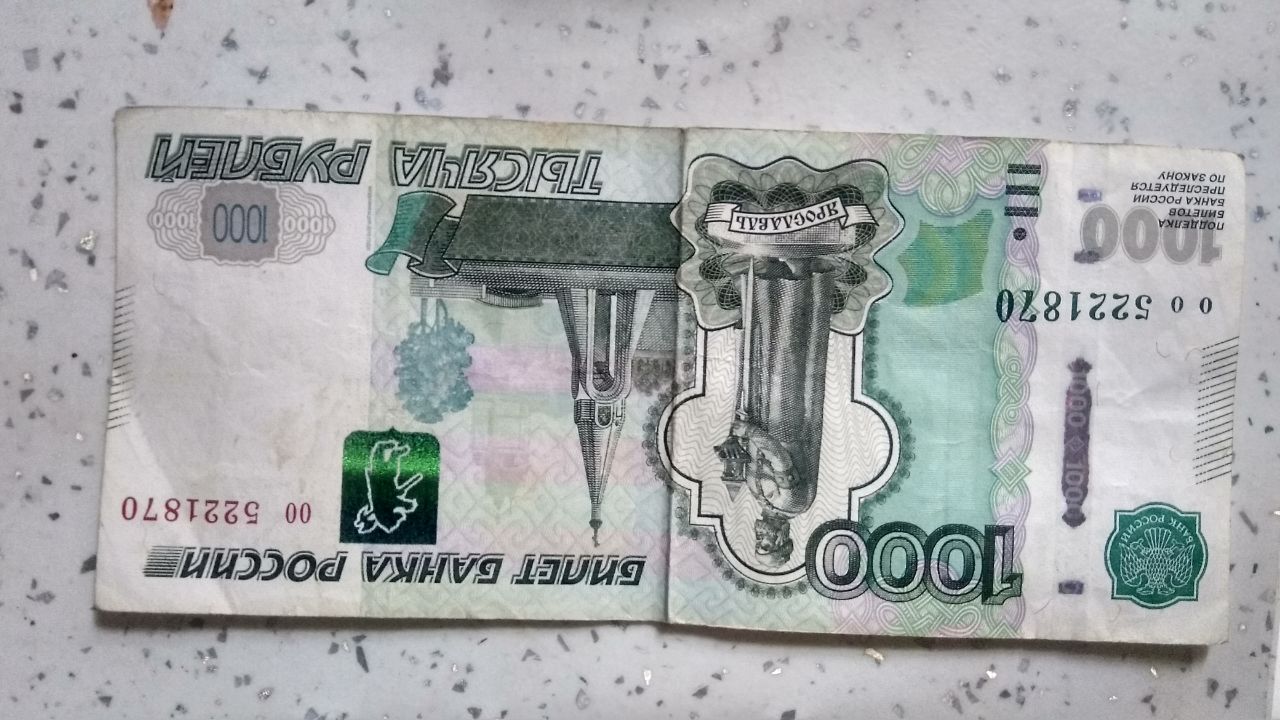 1000
БИЛЕТ БАНКА РОССИИ
БАНК РОССИИ
оо 5221870
1000 1000
оо 5221870
1000
ПОДДЕЛКА
БИЛЕТОВ
БАНКА РОССИИ
ПРЕСЛЕДУЕТСЯ
ПО ЗАКОНУ
ЯРОСЛАВЛЬ
1000 1000 1000
ТЫСЯЧА РУБЛЕЙ